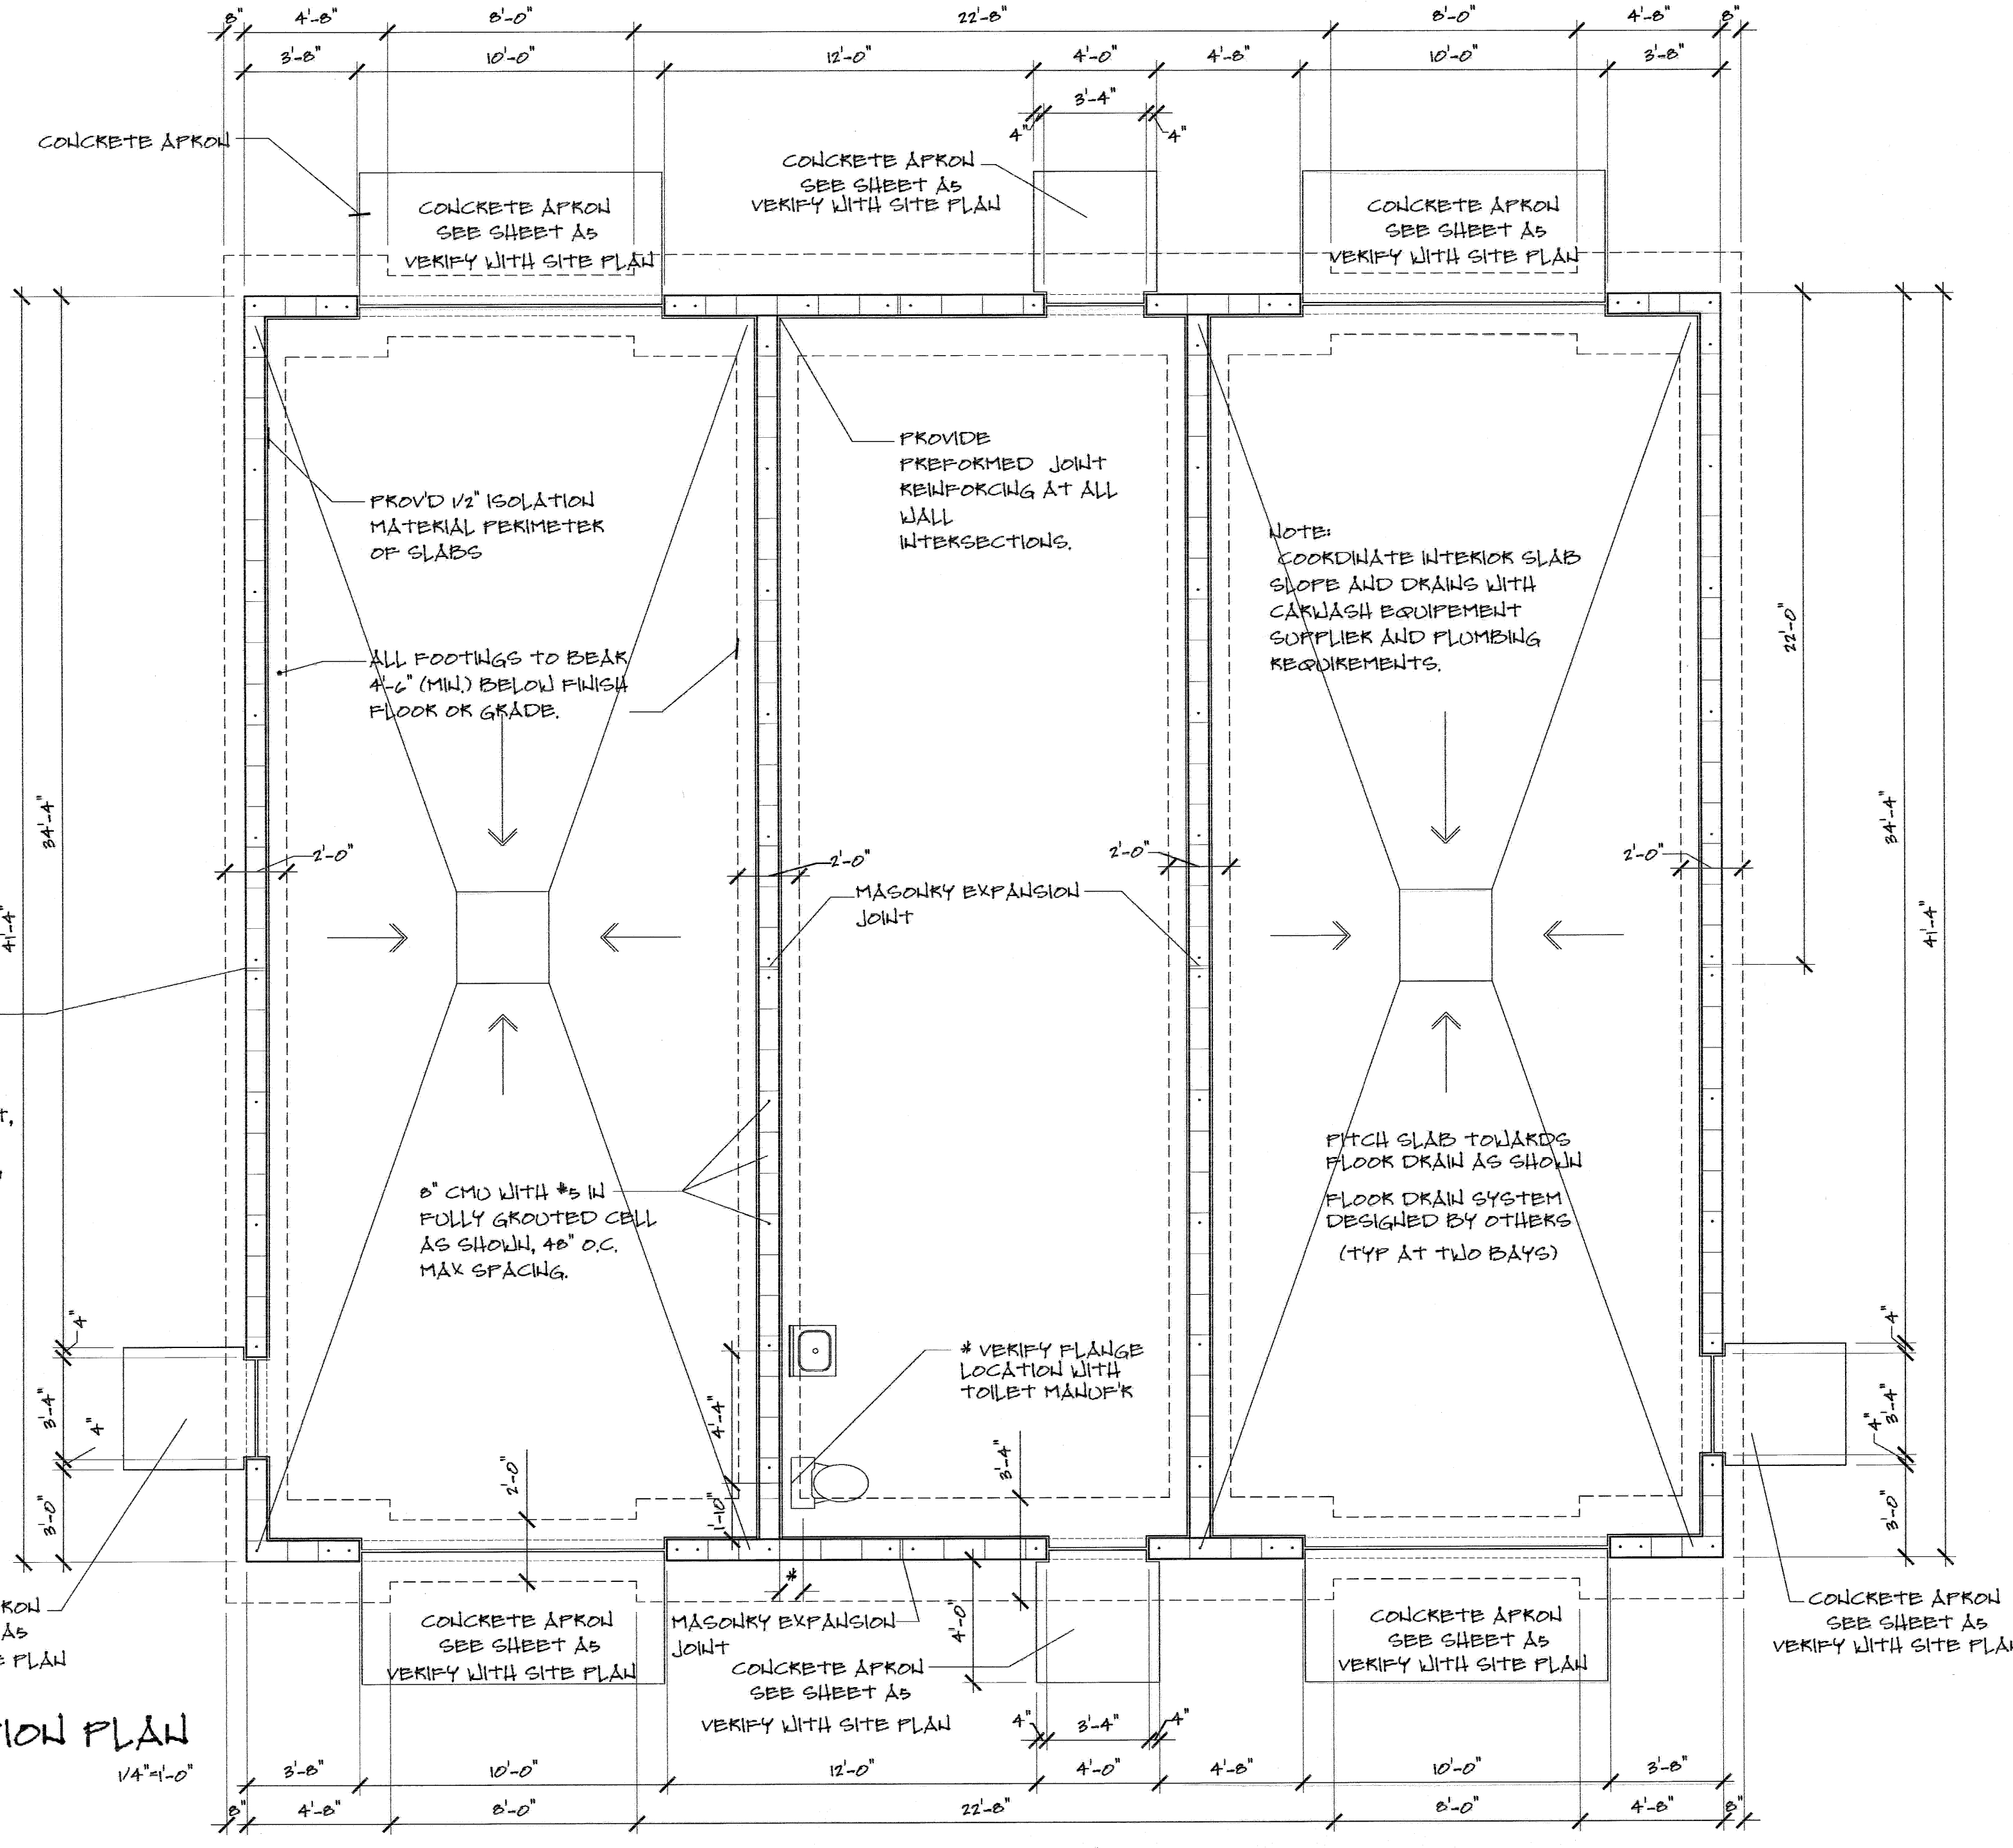 8" 4'-8" 8'-0" 22'-8" 8'-0" 4'-8" 8"
3'-8" 10'-0" 12'-0" 4'-0" 4'-8" 10'-0" 3'-8"
3'-4"
4" 4"
CONCRETE APRON
CONCRETE APRON
SEE SHEET A5
VERIFY WITH SITE PLAN
CONCRETE APRON
SEE SHEET A5
VERIFY WITH SITE PLAN
CONCRETE APRON
SEE SHEET A5
VERIFY WITH SITE PLAN
PROV'D 1/2" ISOLATION
MATERIAL PERIMETER
OF SLABS
PROVIDE
PREFORMED JOINT
REINFORCING AT ALL
WALL
INTERSECTIONS.
NOTE:
COORDINATE INTERIOR SLAB
SLOPE AND DRAINS WITH
CARWASH EQUIPEMENT
SUPPLIER AND PLUMBING
REQUIREMENTS.
ALL FOOTINGS TO BEAR
4'-6" (MIN.) BELOW FINISH
FLOOR OR GRADE.
22'-0"
34'-4"
34'-4"
41'-4"
41'-4"
2'-0" 2'-0" 2'-0" 2'-0"
MASONRY EXPANSION
JOINT
8" CMU WITH #5 IN
FULLY GROUTED CELL
AS SHOWN, 48" O.C.
MAX SPACING.
PITCH SLAB TOWARDS
FLOOR DRAIN AS SHOWN
FLOOR DRAIN SYSTEM
DESIGNED BY OTHERS
(TYP AT TWO BAYS)
* VERIFY FLANGE
LOCATION WITH
TOILET MANUF'R
4"
3'-4"
4"
3'-0"
2'-0"
4'-4"
1'-10"
3'-4"
4"
3'-4"
4"
3'-0"
*
4'-0"
RON
A5
E PLAN
CONCRETE APRON
SEE SHEET A5
VERIFY WITH SITE PLAN
MASONRY EXPANSION
JOINT
CONCRETE APRON
SEE SHEET A5
VERIFY WITH SITE PLAN
CONCRETE APRON
SEE SHEET A5
VERIFY WITH SITE PLAN
CONCRETE APRON
SEE SHEET A5
VERIFY WITH SITE PLA
4" 3'-4" 4"
TION PLAN
1/4"=1'-0"
3'-8" 10'-0" 12'-0" 4'-0" 4'-8" 10'-0" 3'-8"
8" 4'-8" 8'-0" 22'-8" 8'-0" 4'-8" 8"